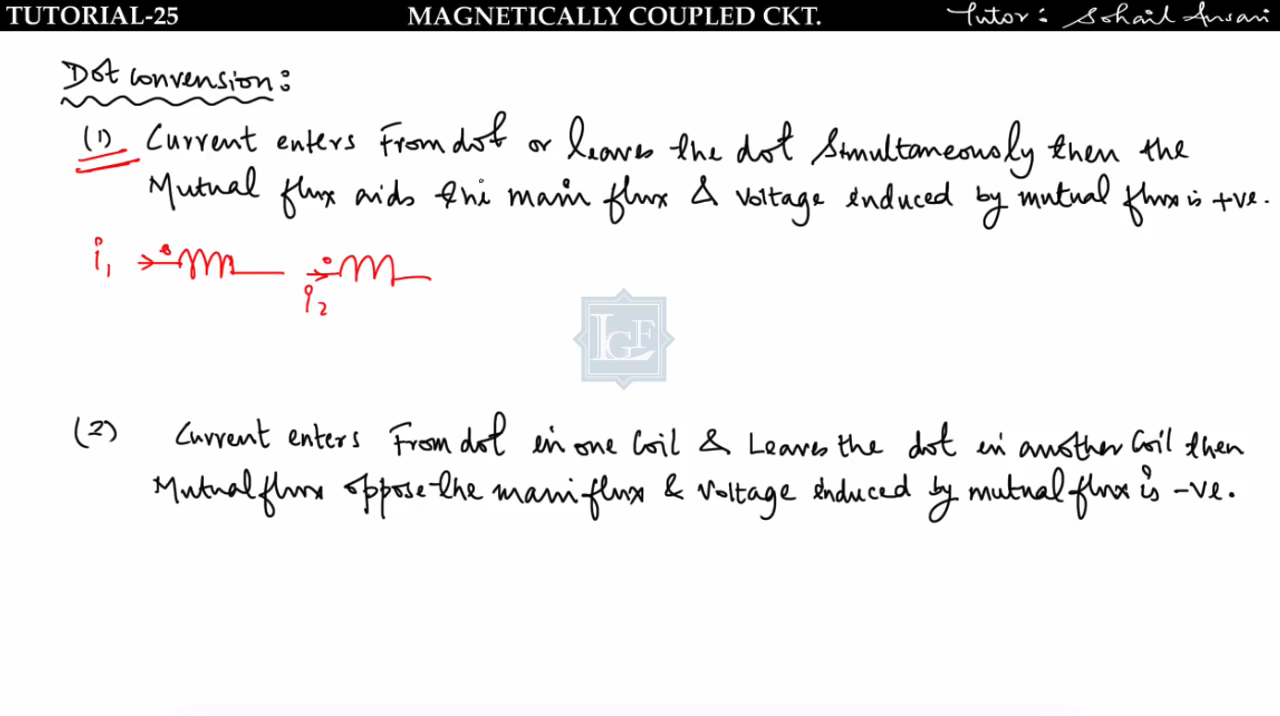 TUTORIAL-25 MAGNETICALLY COUPLED CKT. Tutor: Sohail Ansari
Dot Convension:
(1) Current enters From dot or leaves the dot Simultaneously then the
Mutual flux aids the main flux & Voltage induced by mutual flux is +ve.
i1 i2
LGF
(2) Current enters From dot in one Coil & Leaves the dot in another Coil then
Mutual flux oppose the main flux & Voltage induced by mutual flux is -ve.